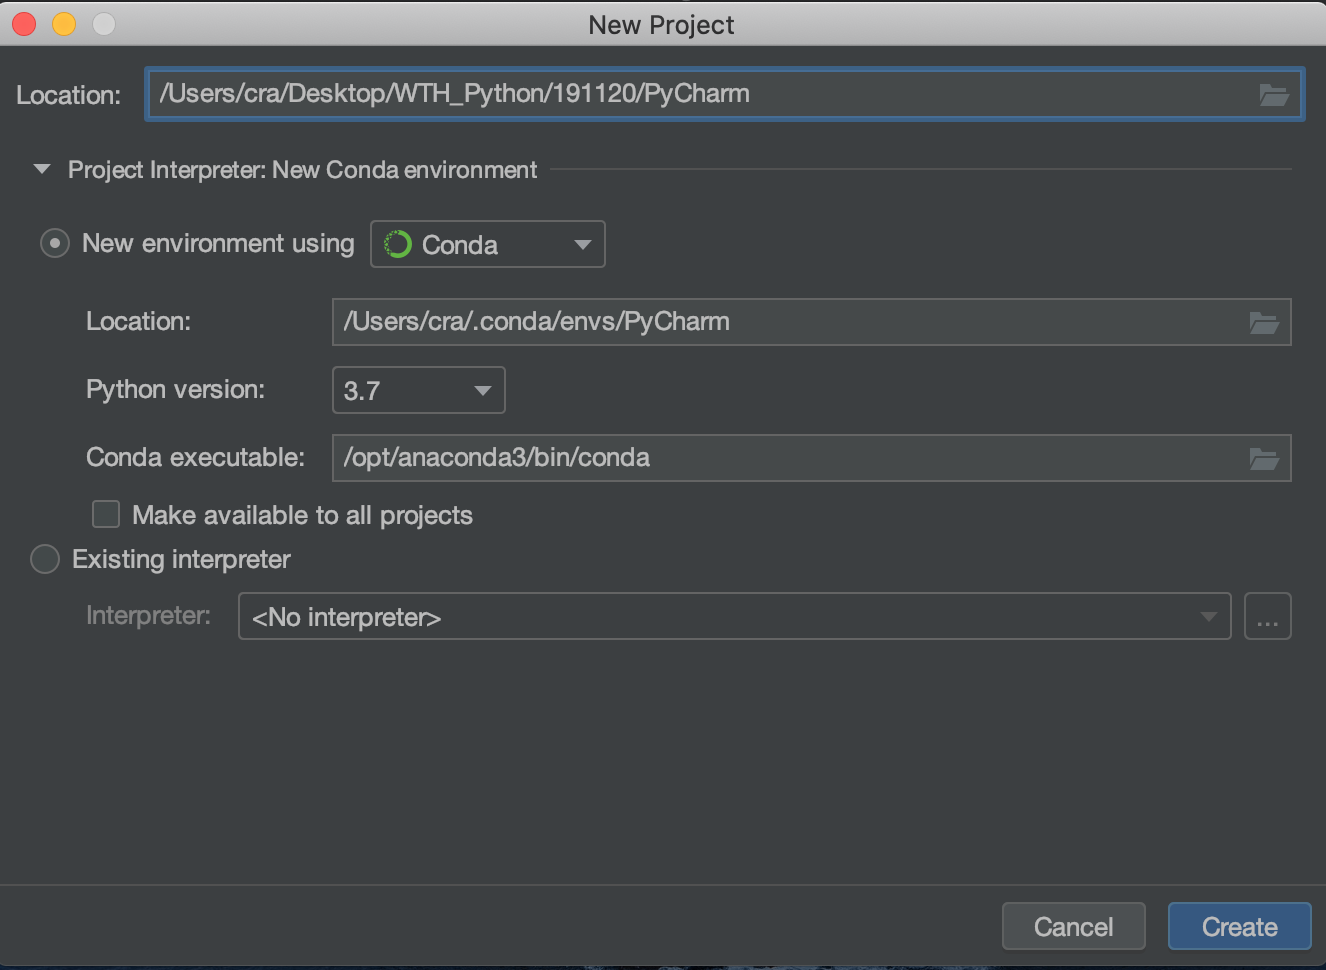 New Project
Location: /Users/cra/Desktop/WTH_Python/191120/PyCharm
Project Interpreter: New Conda environment
New environment using Conda
Location: /Users/cra/.conda/envs/PyCharm
Python version: 3.7
Conda executable: /opt/anaconda3/bin/conda
Make available to all projects
Existing interpreter
Interpreter: <No interpreter> ...
Cancel Create